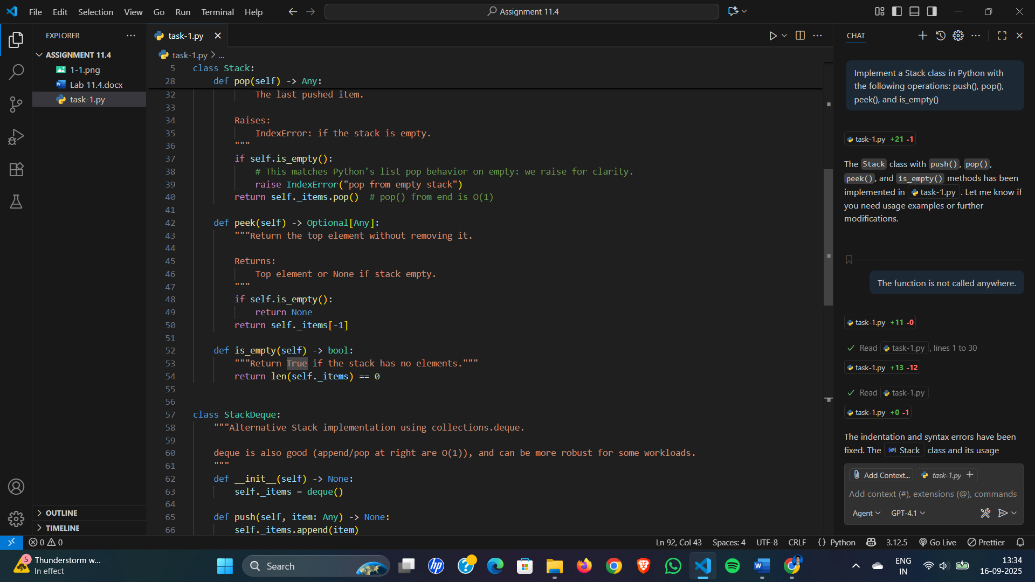 File Edit Selection View Go Run Terminal Help
Assignment 11.4
EXPLORER
ASSIGNMENT 11.4
1-1.png
Lab 11.4.docx
task-1.py
OUTLINE
TIMELINE
task-1.py
task-1.py > ...
5 class Stack:
28 def pop(self) -> Any:
32 The last pushed item.
33
34 Raises:
35 IndexError: if the stack is empty.
36 """
37 if self.is_empty():
38 # This matches Python's list pop behavior on empty: we raise for clarity.
39 raise IndexError("pop from empty stack")
40 return self._items.pop()  # pop() from end is O(1)
41
42 def peek(self) -> Optional[Any]:
43 """Return the top element without removing it.
44
45 Returns:
46 Top element or None if stack empty.
47 """
48 if self.is_empty():
49 return None
50 return self._items[-1]
51
52 def is_empty(self) -> bool:
53 """Return True if the stack has no elements."""
54 return len(self._items) == 0
55
56
57 class StackDeque:
58 """Alternative Stack implementation using collections.deque.
59
60 deque is also good (append/pop at right are O(1)), and can be more robust for some workloads.
61 """
62 def __init__(self) -> None:
63 self._items = deque()
64
65 def push(self, item: Any) -> None:
66 self._items.append(item)
CHAT
Implement a Stack class in Python with
the following operations: push(), pop(),
peek(), and is_empty()
task-1.py +21 -1
The Stack class with push(), pop(),
peek(), and is_empty() methods has been
implemented in task-1.py. Let me know if
you need usage examples or further
modifications.
The function is not called anywhere.
task-1.py +11 -0
Read task-1.py, lines 1 to 30
task-1.py +13 -12
Read task-1.py
task-1.py +0 -1
The indentation and syntax errors have been
fixed. The Stack class and its usage
Add Context... task-1.py
Add context (#), extensions (@), commands
Agent GPT-4.1
0 0 Ln 92, Col 43 Spaces: 4 UTF-8 CRLF {} Python 3.12.5 Go Live Prettier
Thunderstorm w...
In effect
Search
ENG
IN
13:34
16-09-2025